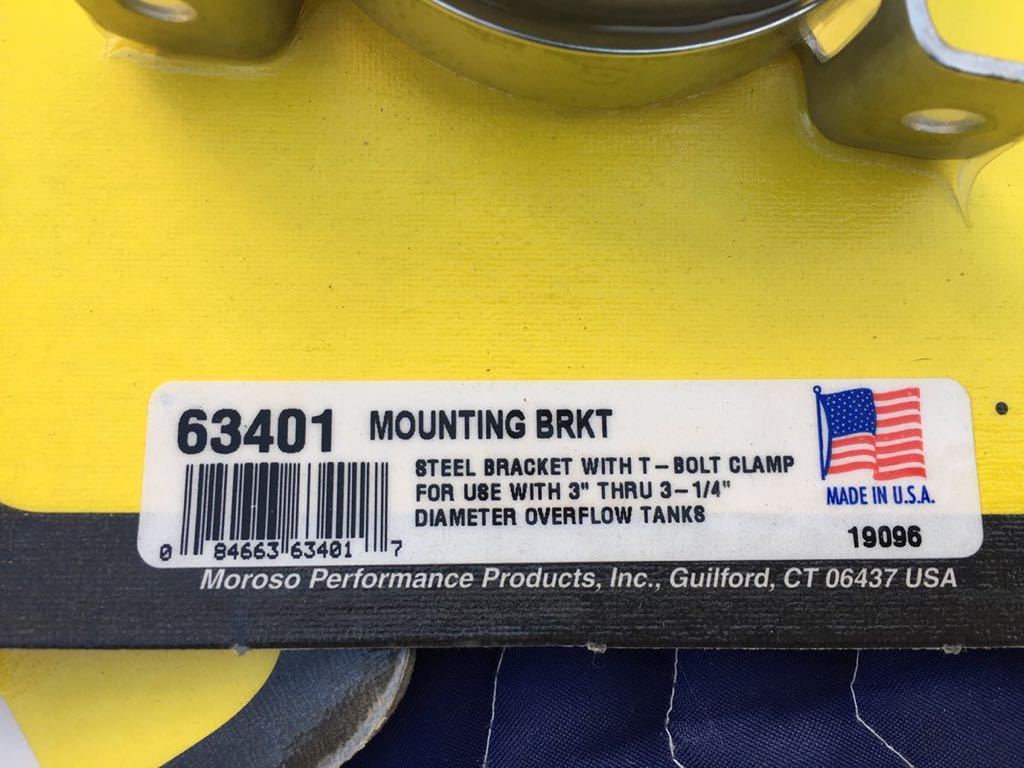 63401 MOUNTING BRKT
STEEL BRACKET WITH T-BOLT CLAMP
FOR USE WITH 3" THRU 3-1/4"
DIAMETER OVERFLOW TANKS
MADE IN U.S.A.
19096
0 84663 63401 7
Moroso Performance Products, Inc., Guilford, CT 06437 USA